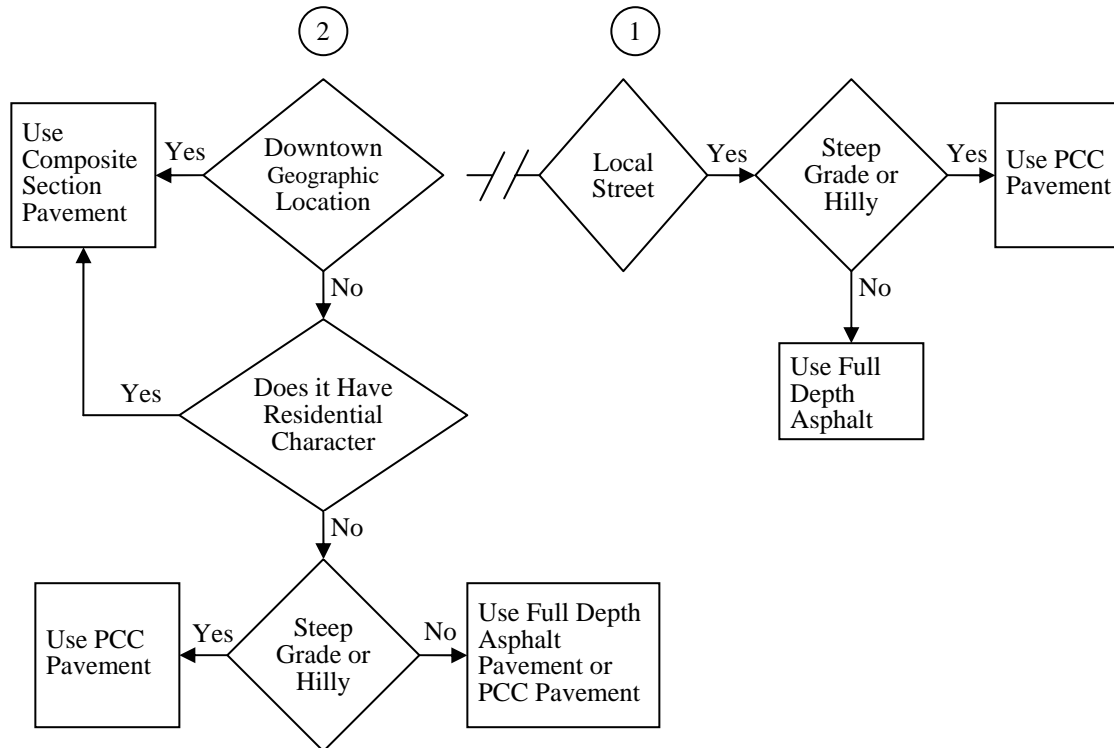 2
1
Use
Composite
Section
Pavement
Yes
Downtown
Geographic
Location
Local
Street
Yes
Steep
Grade or
Hilly
Yes
Use PCC
Pavement
No
No
Use Full
Depth
Asphalt
Yes
Does it Have
Residential
Character
No
Use PCC
Pavement
Yes
Steep
Grade or
Hilly
No
Use Full Depth
Asphalt
Pavement or
PCC Pavement